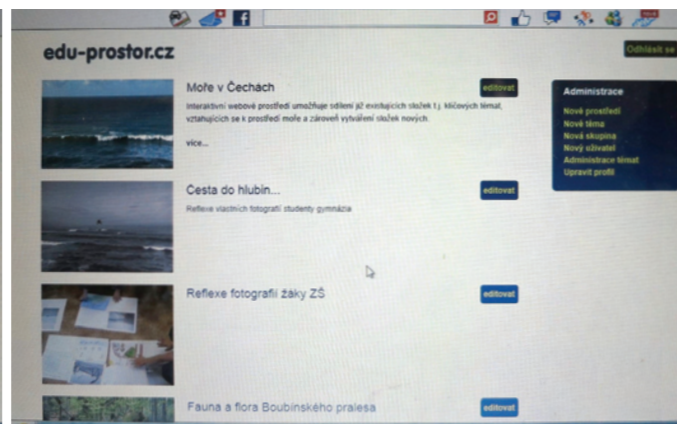 edu-prostor.cz
Odhlásit se
Moře v Čechách
editovat
Interaktivní webové prostředí umožňuje sdílení již existujících složek t.j. klíčových témat,
vztahujících se k prostředí moře a zároveň vytváření složek nových.
více...
Cesta do hlubin...
editovat
Reflexe vlastních fotografií studenty gymnázia
Reflexe fotografií žáky ZŠ
editovat
Fauna a flora Boubínského pralesa
editovat
Administrace
Nové prostředí
Nové téma
Nová skupina
Nový uživatel
Administrace témat
Upravit profil